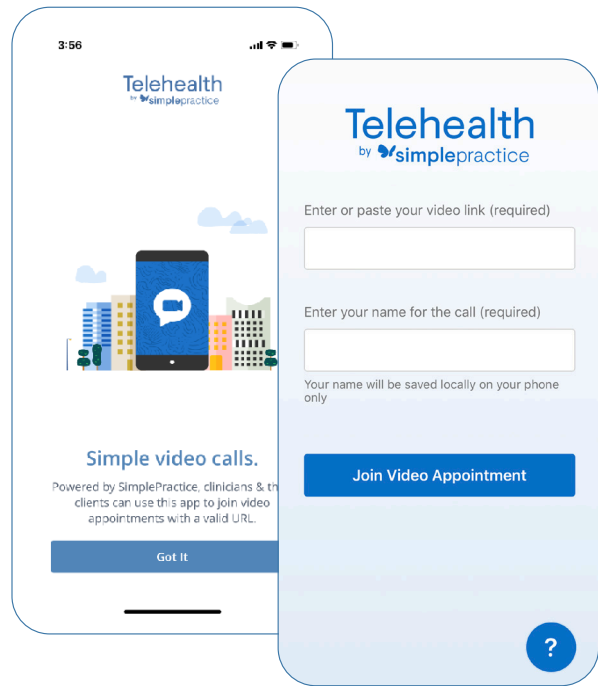 3:56
Telehealth
by simplepractice
Simple video calls.
Powered by SimplePractice, clinicians & th
clients can use this app to join video
appointments with a valid URL.
Got It
Telehealth
by simplepractice
Enter or paste your video link (required)
Enter your name for the call (required)
Your name will be saved locally on your phone
only
Join Video Appointment
?